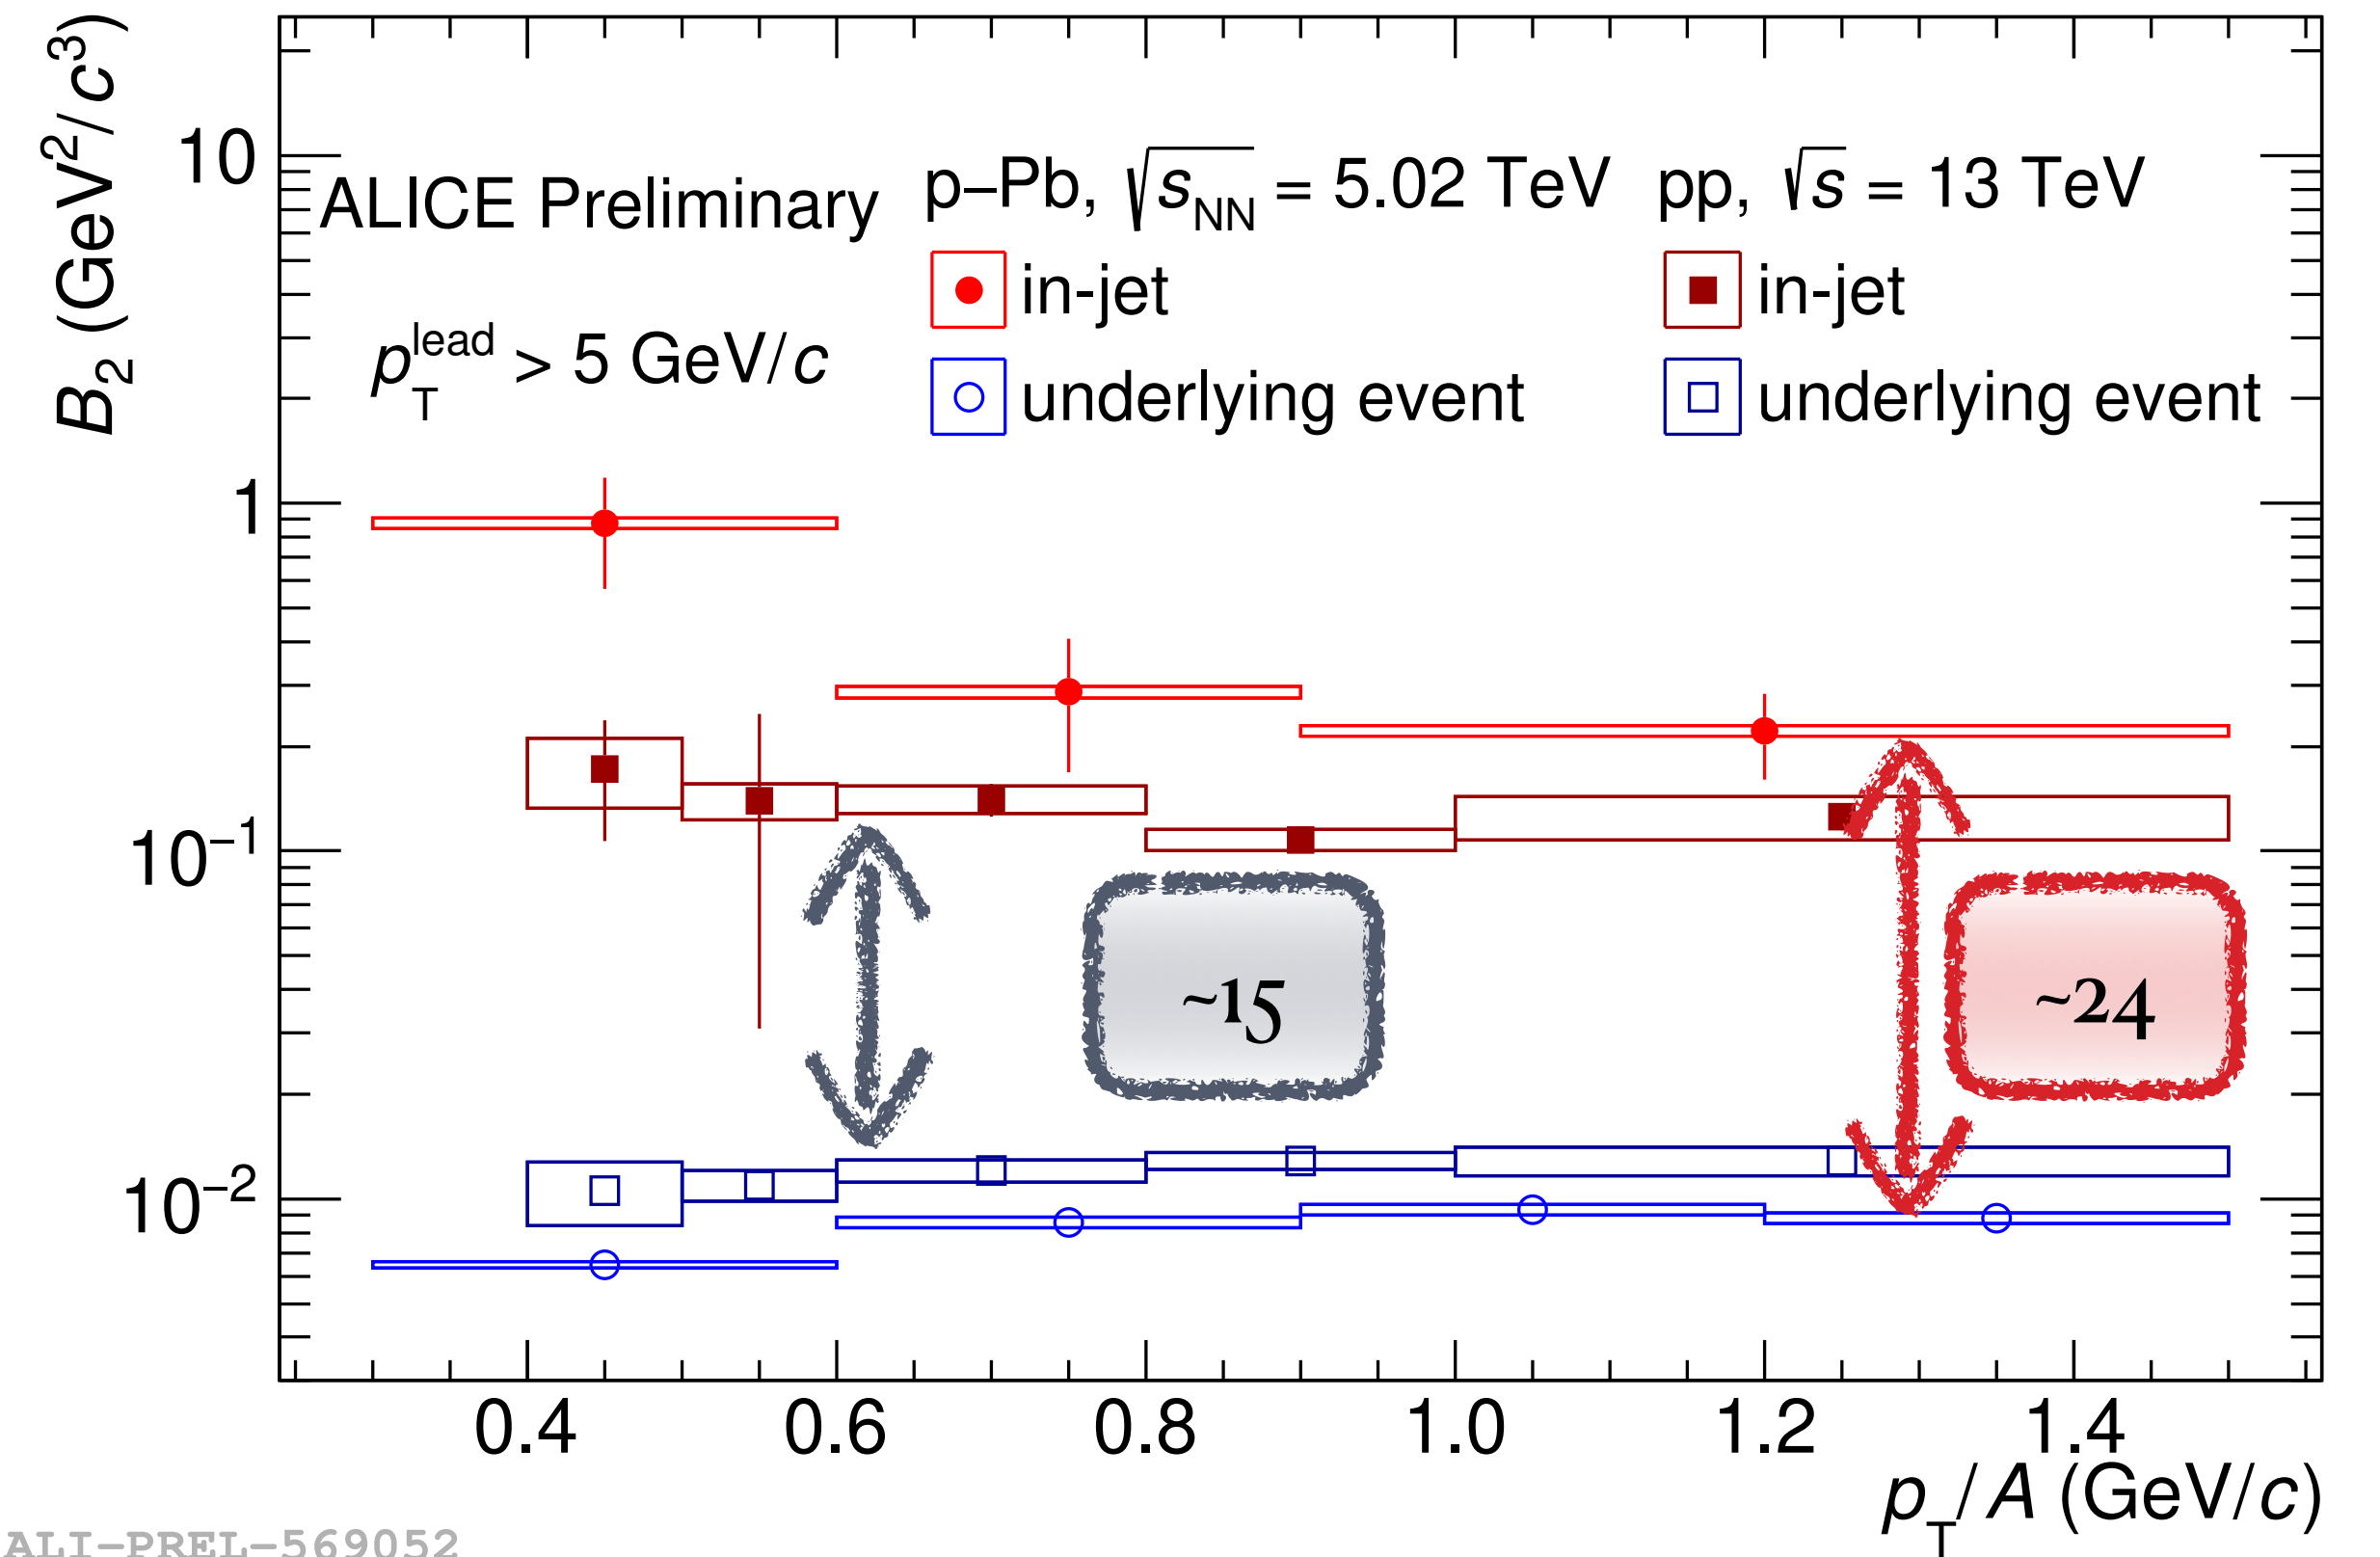 B2 (GeV²/c³)
10
1
10⁻¹
10⁻²
ALICE Preliminary
pTlead > 5 GeV/c
p–Pb, √sNN = 5.02 TeV
in-jet
underlying event
pp, √s = 13 TeV
in-jet
underlying event
~15
~24
0.4 0.6 0.8 1.0 1.2 1.4
pT/A (GeV/c)
ALI-PREL-569052